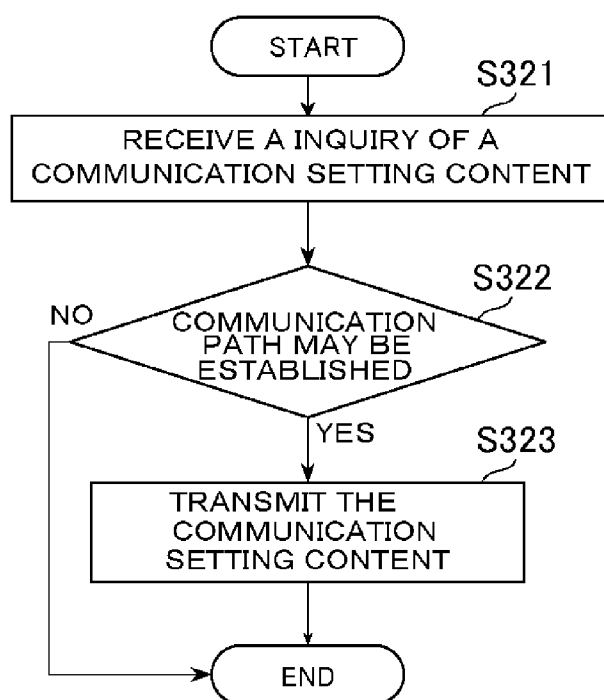 START
S321
RECEIVE A INQUIRY OF A
COMMUNICATION SETTING CONTENT
S322
NO
COMMUNICATION
PATH MAY BE
ESTABLISHED
YES
S323
TRANSMIT THE
COMMUNICATION
SETTING CONTENT
END